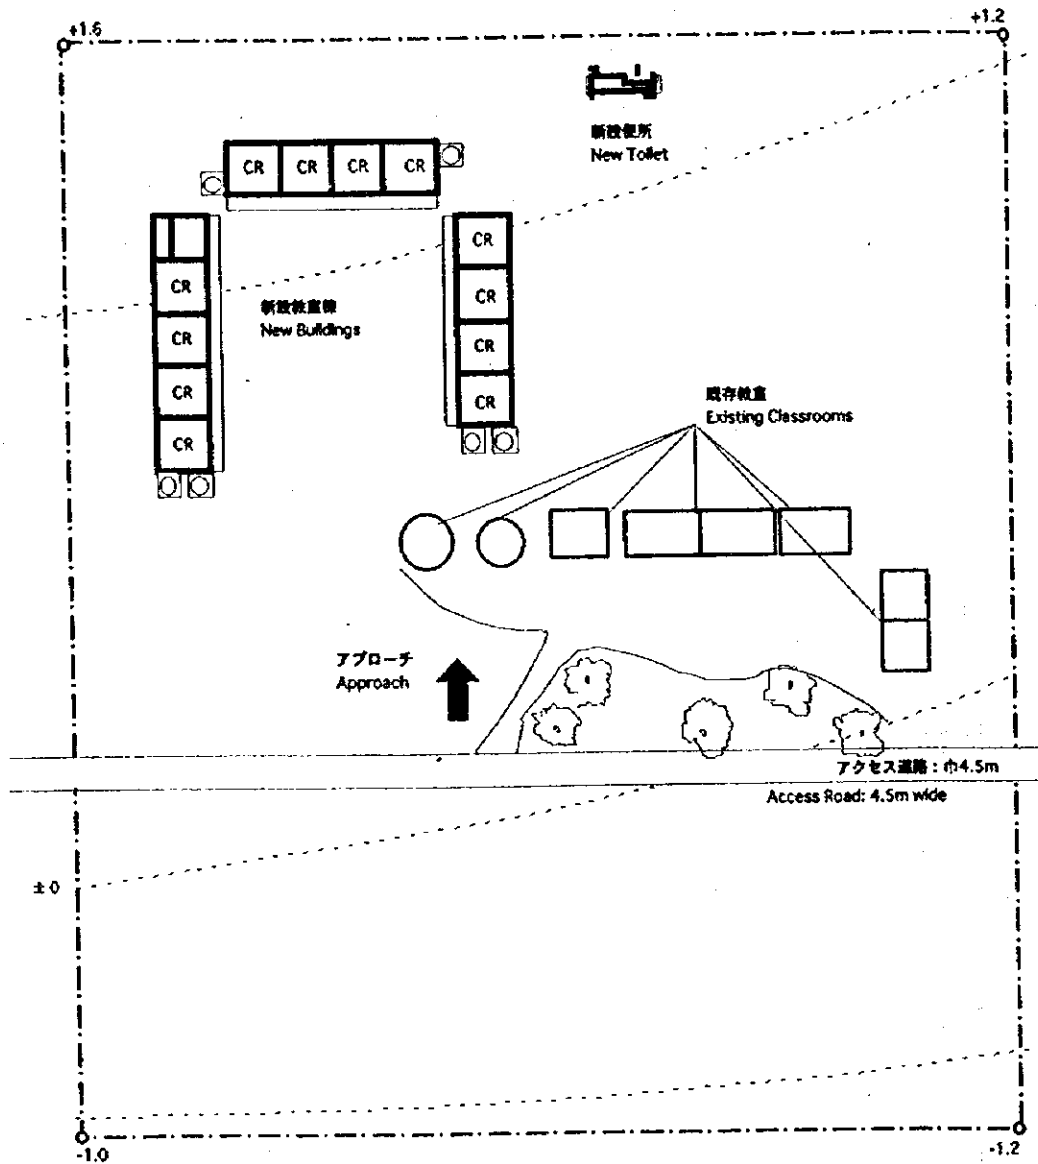 +1.6
+1.2
新設便所
New Toilet
CR CR CR CR
CR
CR
CR
CR
CR
CR
CR
CR
新設教室棟
New Buildings
既存教室
Existing Classrooms
アプローチ
Approach
アクセス道路：巾4.5m
Access Road: 4.5m wide
±0
-1.0
-1.2